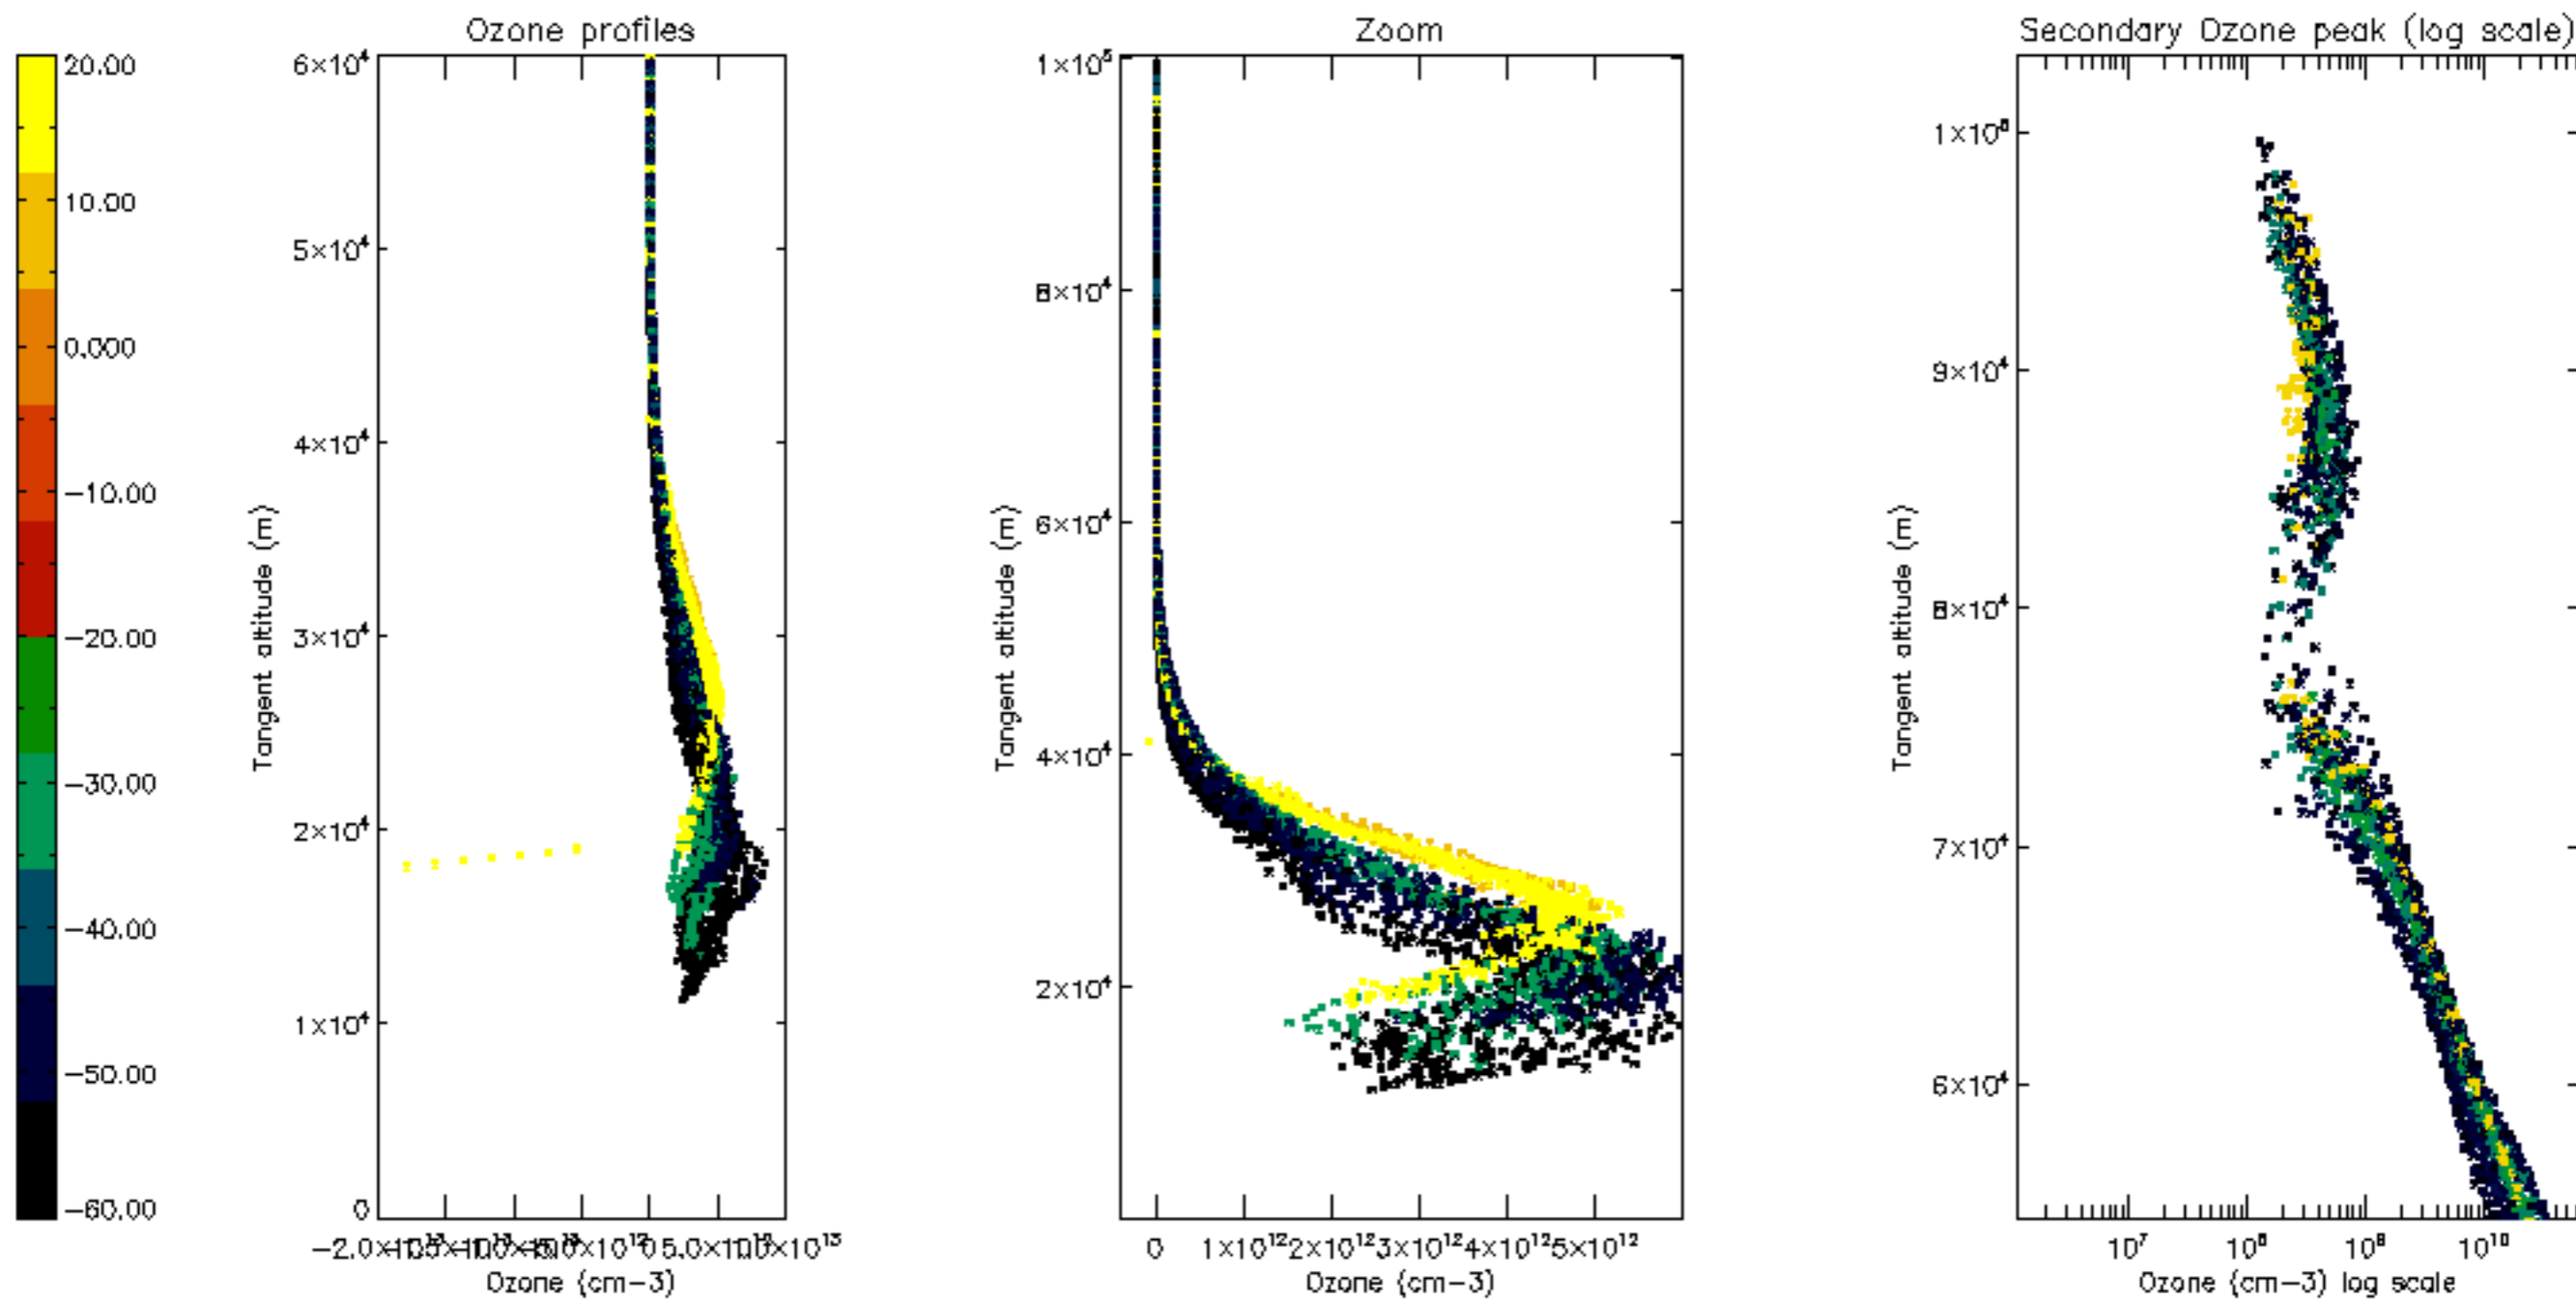 Ozone profiles
Zoom
Secondary Ozone peak (log scale)
20.00
10.00
0.000
−10.00
−20.00
−30.00
−40.00
−50.00
−60.00
6×10⁴
5×10⁴
4×10⁴
3×10⁴
2×10⁴
1×10⁴
0
Tangent altitude (m)
Ozone (cm−3)
1×10⁵
8×10⁴
6×10⁴
4×10⁴
2×10⁴
Tangent altitude (m)
0 1×10¹² 2×10¹² 3×10¹² 4×10¹² 5×10¹²
Ozone (cm−3)
9×10⁴
8×10⁴
7×10⁴
6×10⁴
Tangent altitude (m)
10⁷ 10⁸ 10⁹ 10¹⁰
Ozone (cm−3) log scale